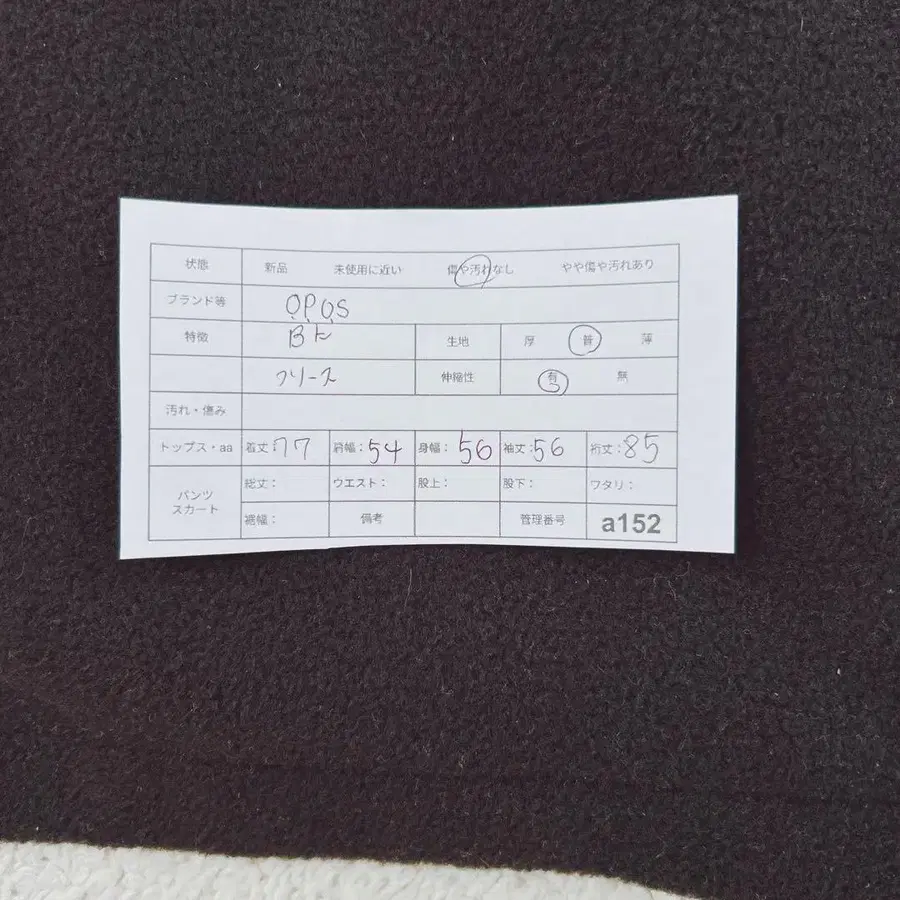 状態 新品 未使用に近い 傷や汚れなし やや傷や汚れあり
ブランド等 OPOS
特徴 Bk 生地 厚 普 薄
フリース 伸縮性 有 無
汚れ・傷み
トップス・aa 着丈:77 肩幅:54 身幅:56 袖丈:56 裄丈:85
パンツ スカート 総丈: ウエスト: 股上: 股下: ワタリ:
裾幅: 備考 管理番号 a152